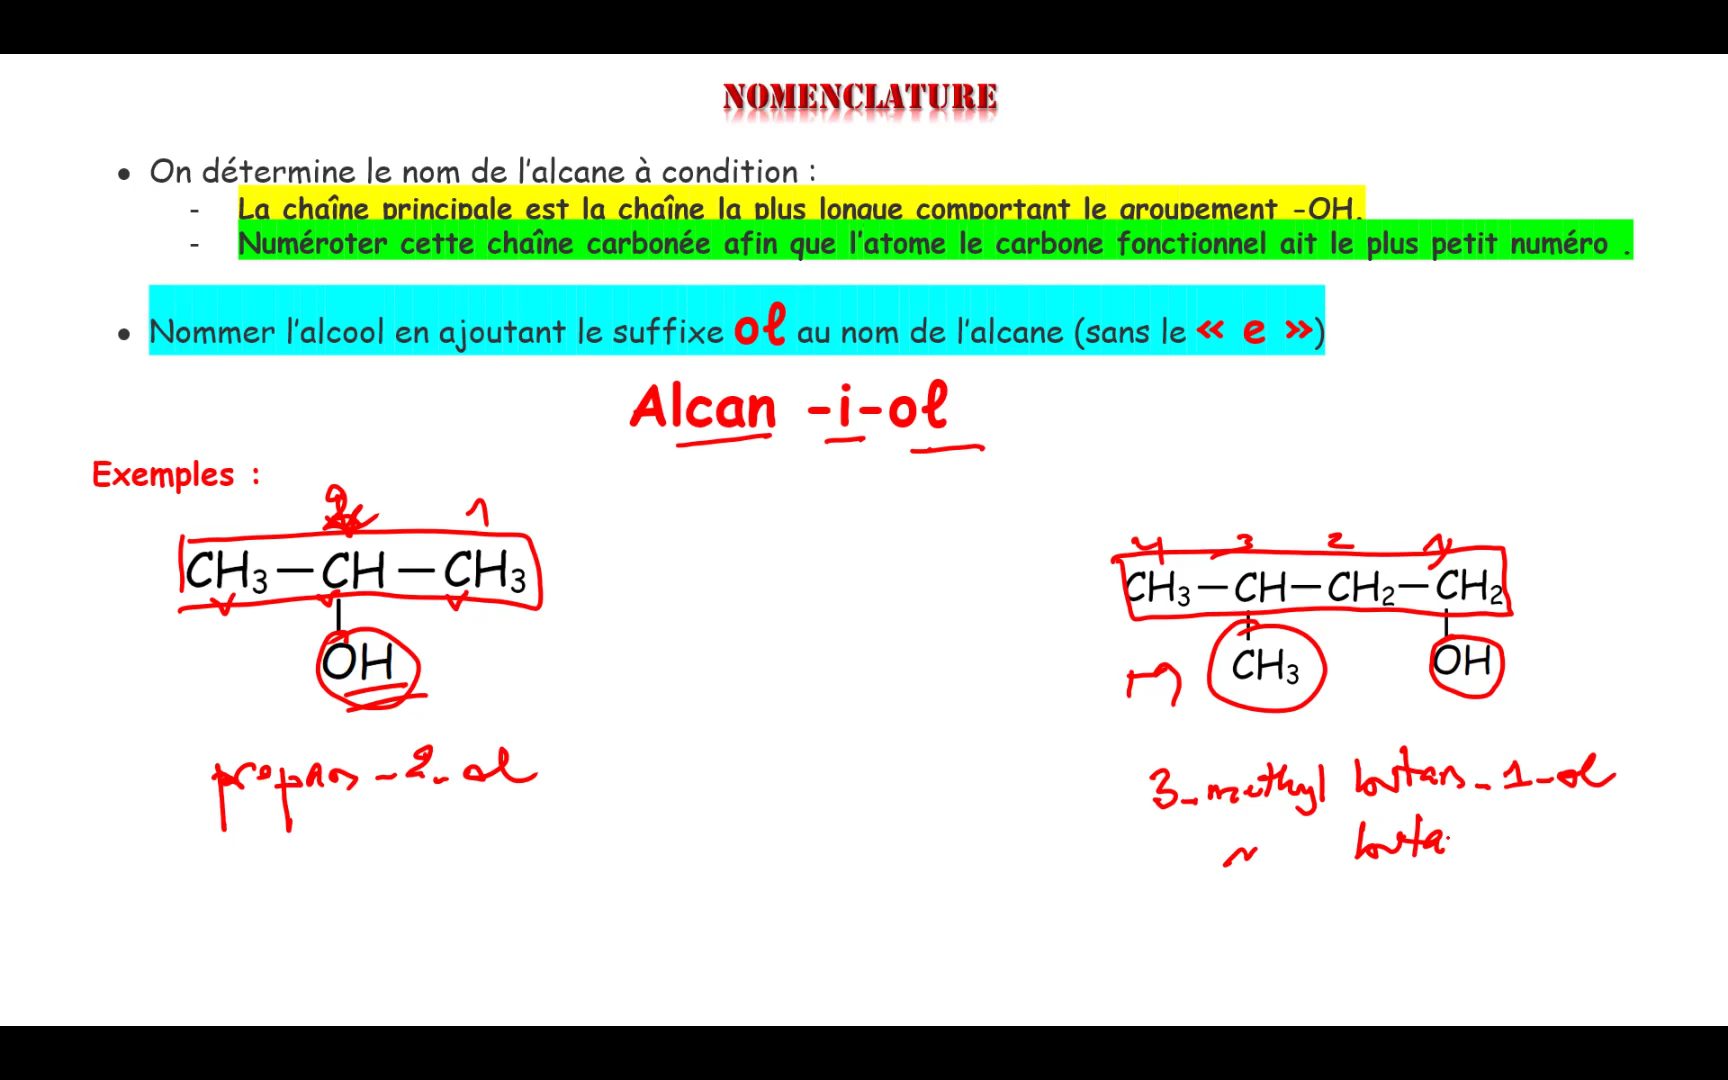 NOMENCLATURE
• On détermine le nom de l'alcane à condition :
- La chaîne principale est la chaîne la plus longue comportant le groupement -OH.
- Numéroter cette chaîne carbonée afin que l'atome le carbone fonctionnel ait le plus petit numéro .
• Nommer l'alcool en ajoutant le suffixe ol au nom de l'alcane (sans le « e »)
Alcan -i-ol
Exemples :
2 1
CH₃—CH—CH₃
OH
4 3 2 1
CH₃—CH—CH₂—CH₂
CH₃ OH
propan-2-ol
3-methyl butan-1-ol
buta